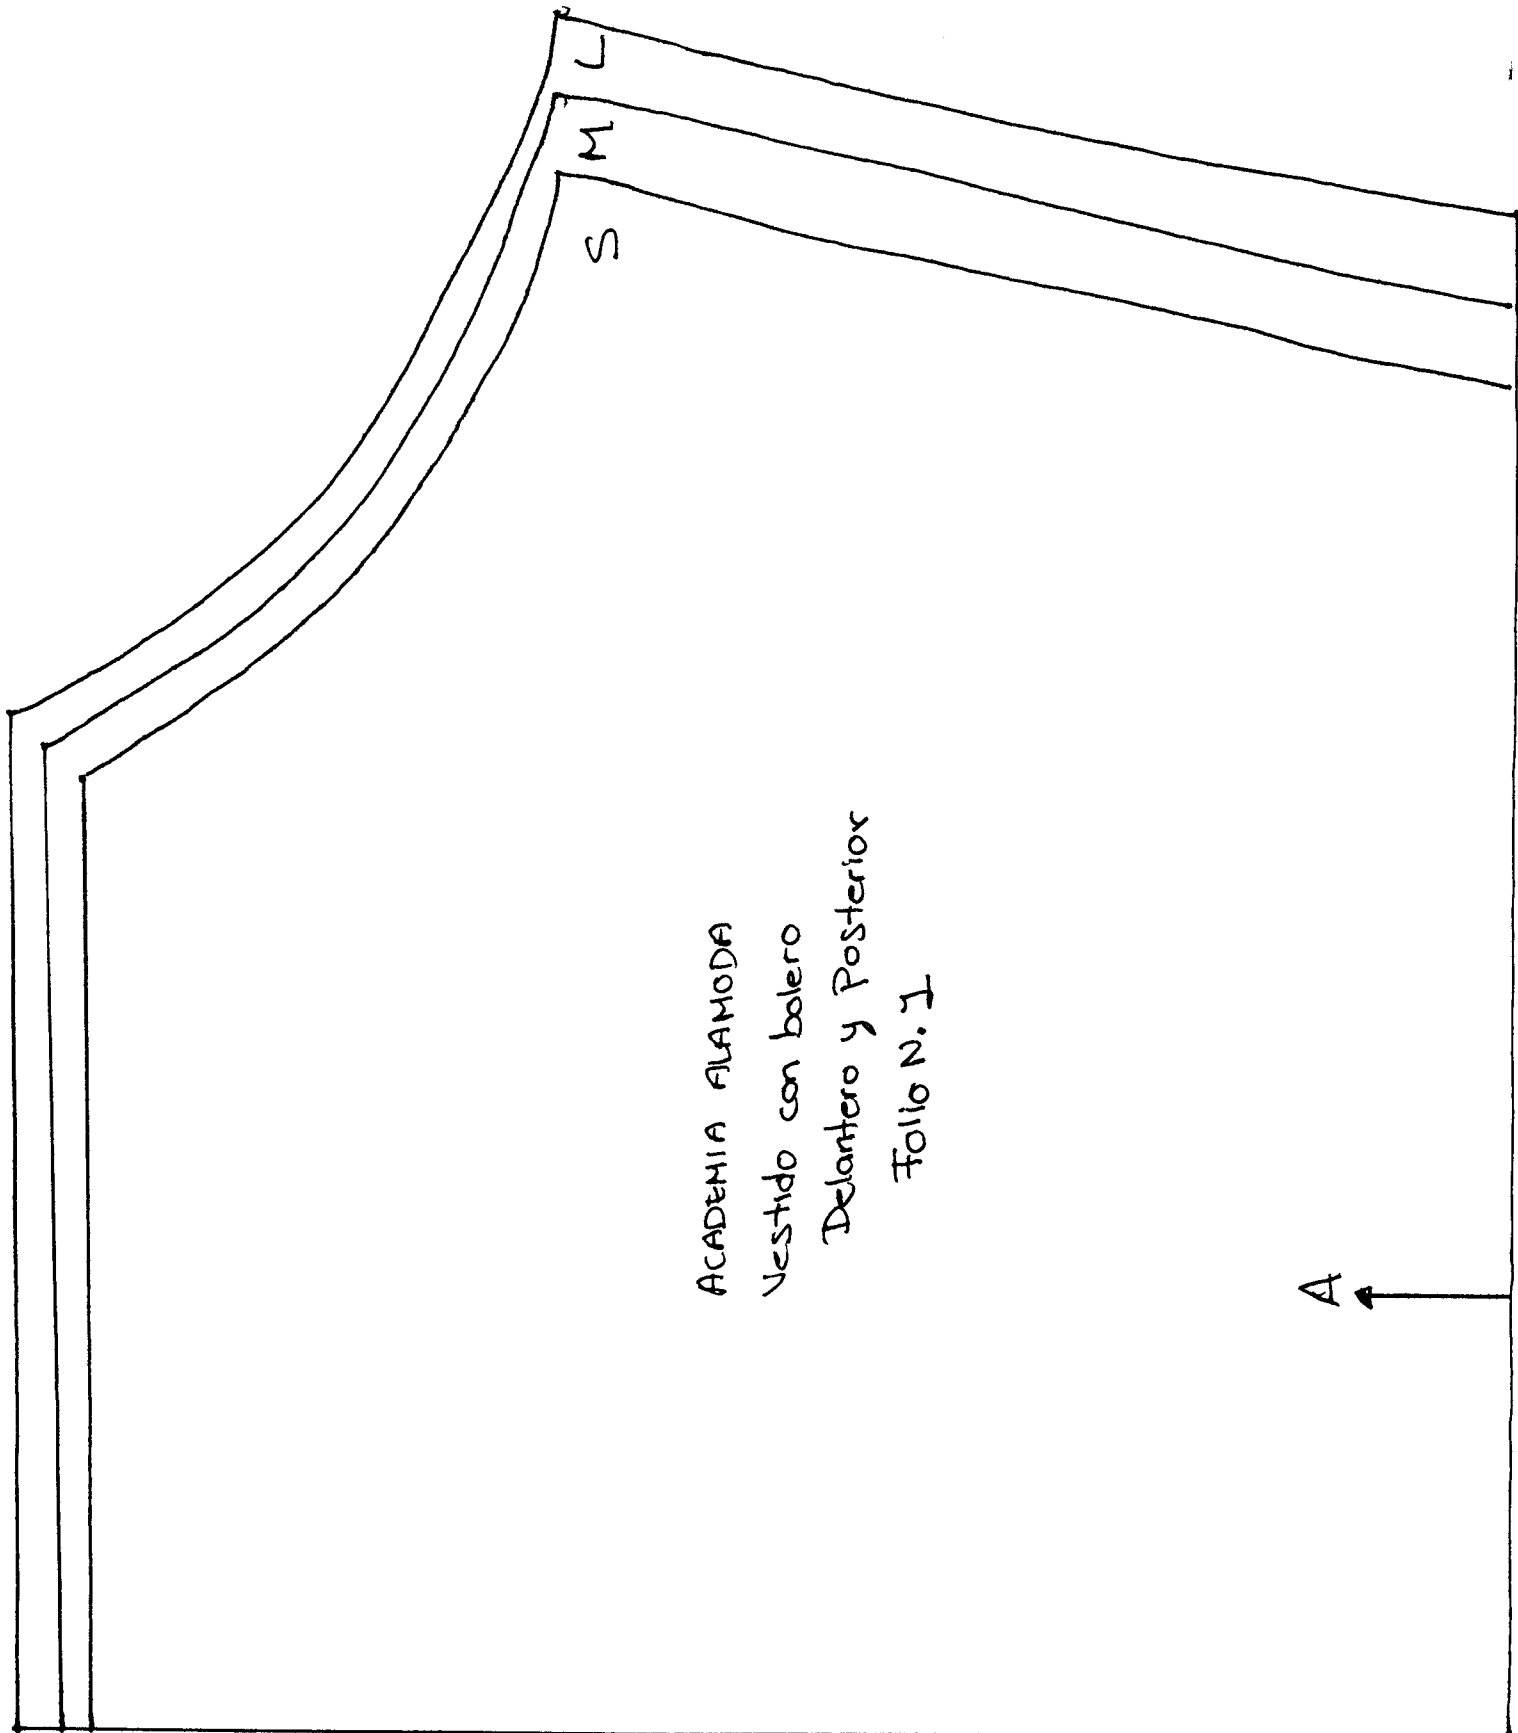 L
M
S
ACADEMIA ALAMODA
Vestido con bolero
Delantero y Posterior
Folio N. 1
A